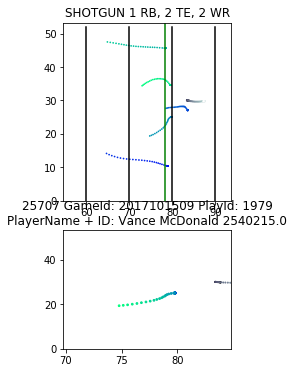 SHOTGUN 1 RB, 2 TE, 2 WR
50
40
30
20
10
0
60 70 80 90
25707 GameId: 2017101509 PlayId: 1979
PlayerName + ID: Vance McDonald 2540215.0
40
20
0
70 75 80